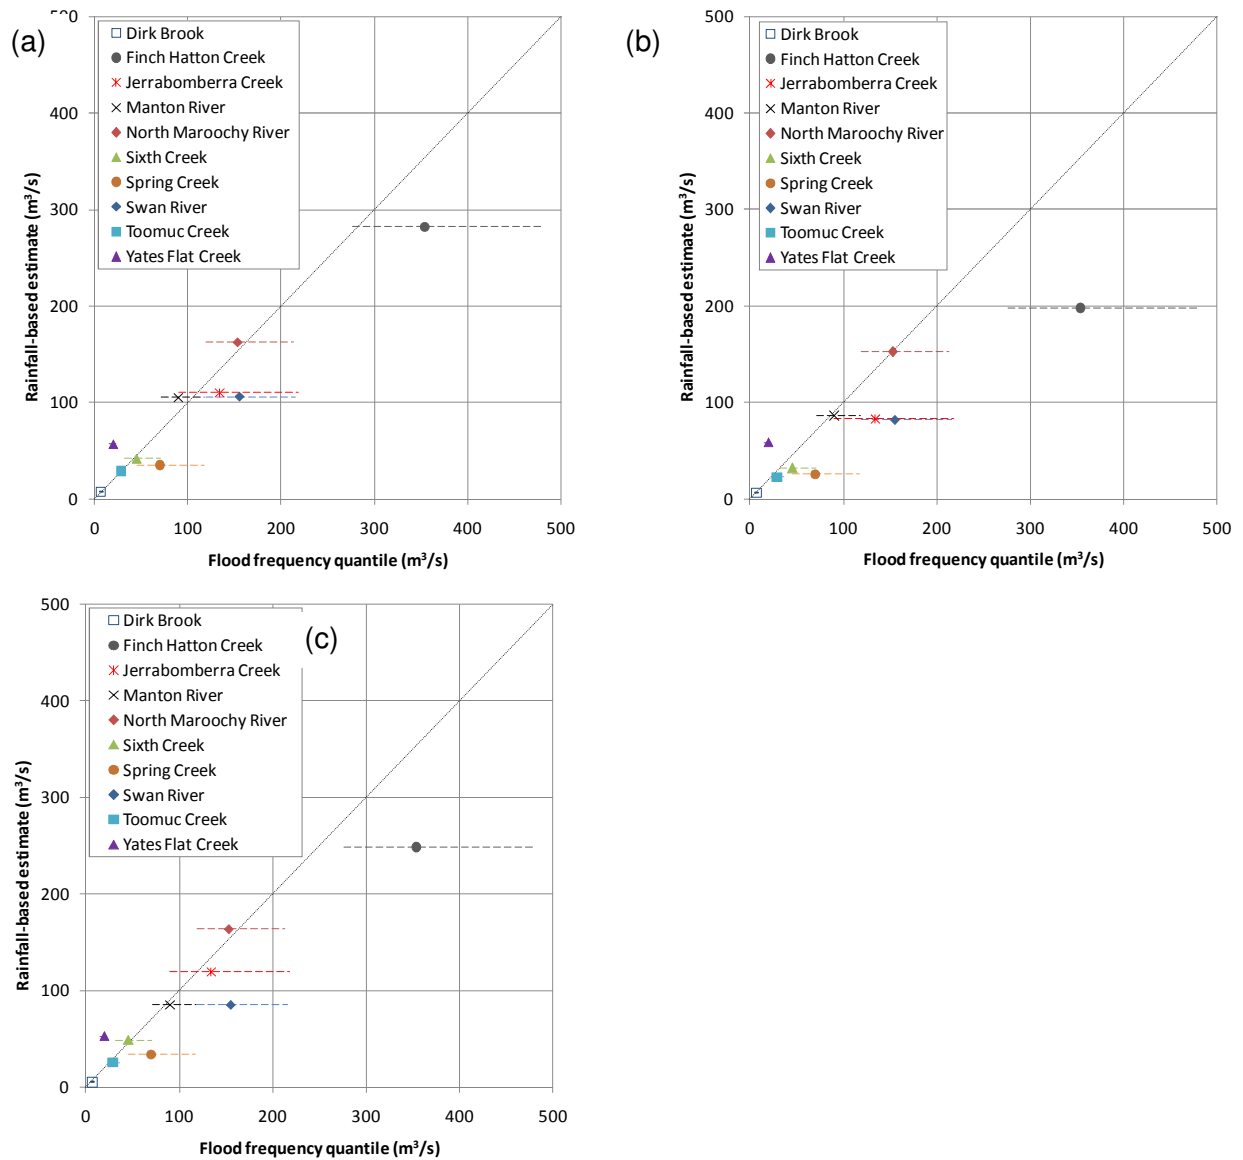 (a)
500
400
300
200
100
0
0 100 200 300 400 500
Rainfall-based estimate (m³/s)
Flood frequency quantile (m³/s)
Dirk Brook
Finch Hatton Creek
Jerrabomberra Creek
Manton River
North Maroochy River
Sixth Creek
Spring Creek
Swan River
Toomuc Creek
Yates Flat Creek
(b)
500
400
300
200
100
0
0 100 200 300 400 500
Rainfall-based estimate (m³/s)
Flood frequency quantile (m³/s)
Dirk Brook
Finch Hatton Creek
Jerrabomberra Creek
Manton River
North Maroochy River
Sixth Creek
Spring Creek
Swan River
Toomuc Creek
Yates Flat Creek
(c)
500
400
300
200
100
0
0 100 200 300 400 500
Rainfall-based estimate (m³/s)
Flood frequency quantile (m³/s)
Dirk Brook
Finch Hatton Creek
Jerrabomberra Creek
Manton River
North Maroochy River
Sixth Creek
Spring Creek
Swan River
Toomuc Creek
Yates Flat Creek